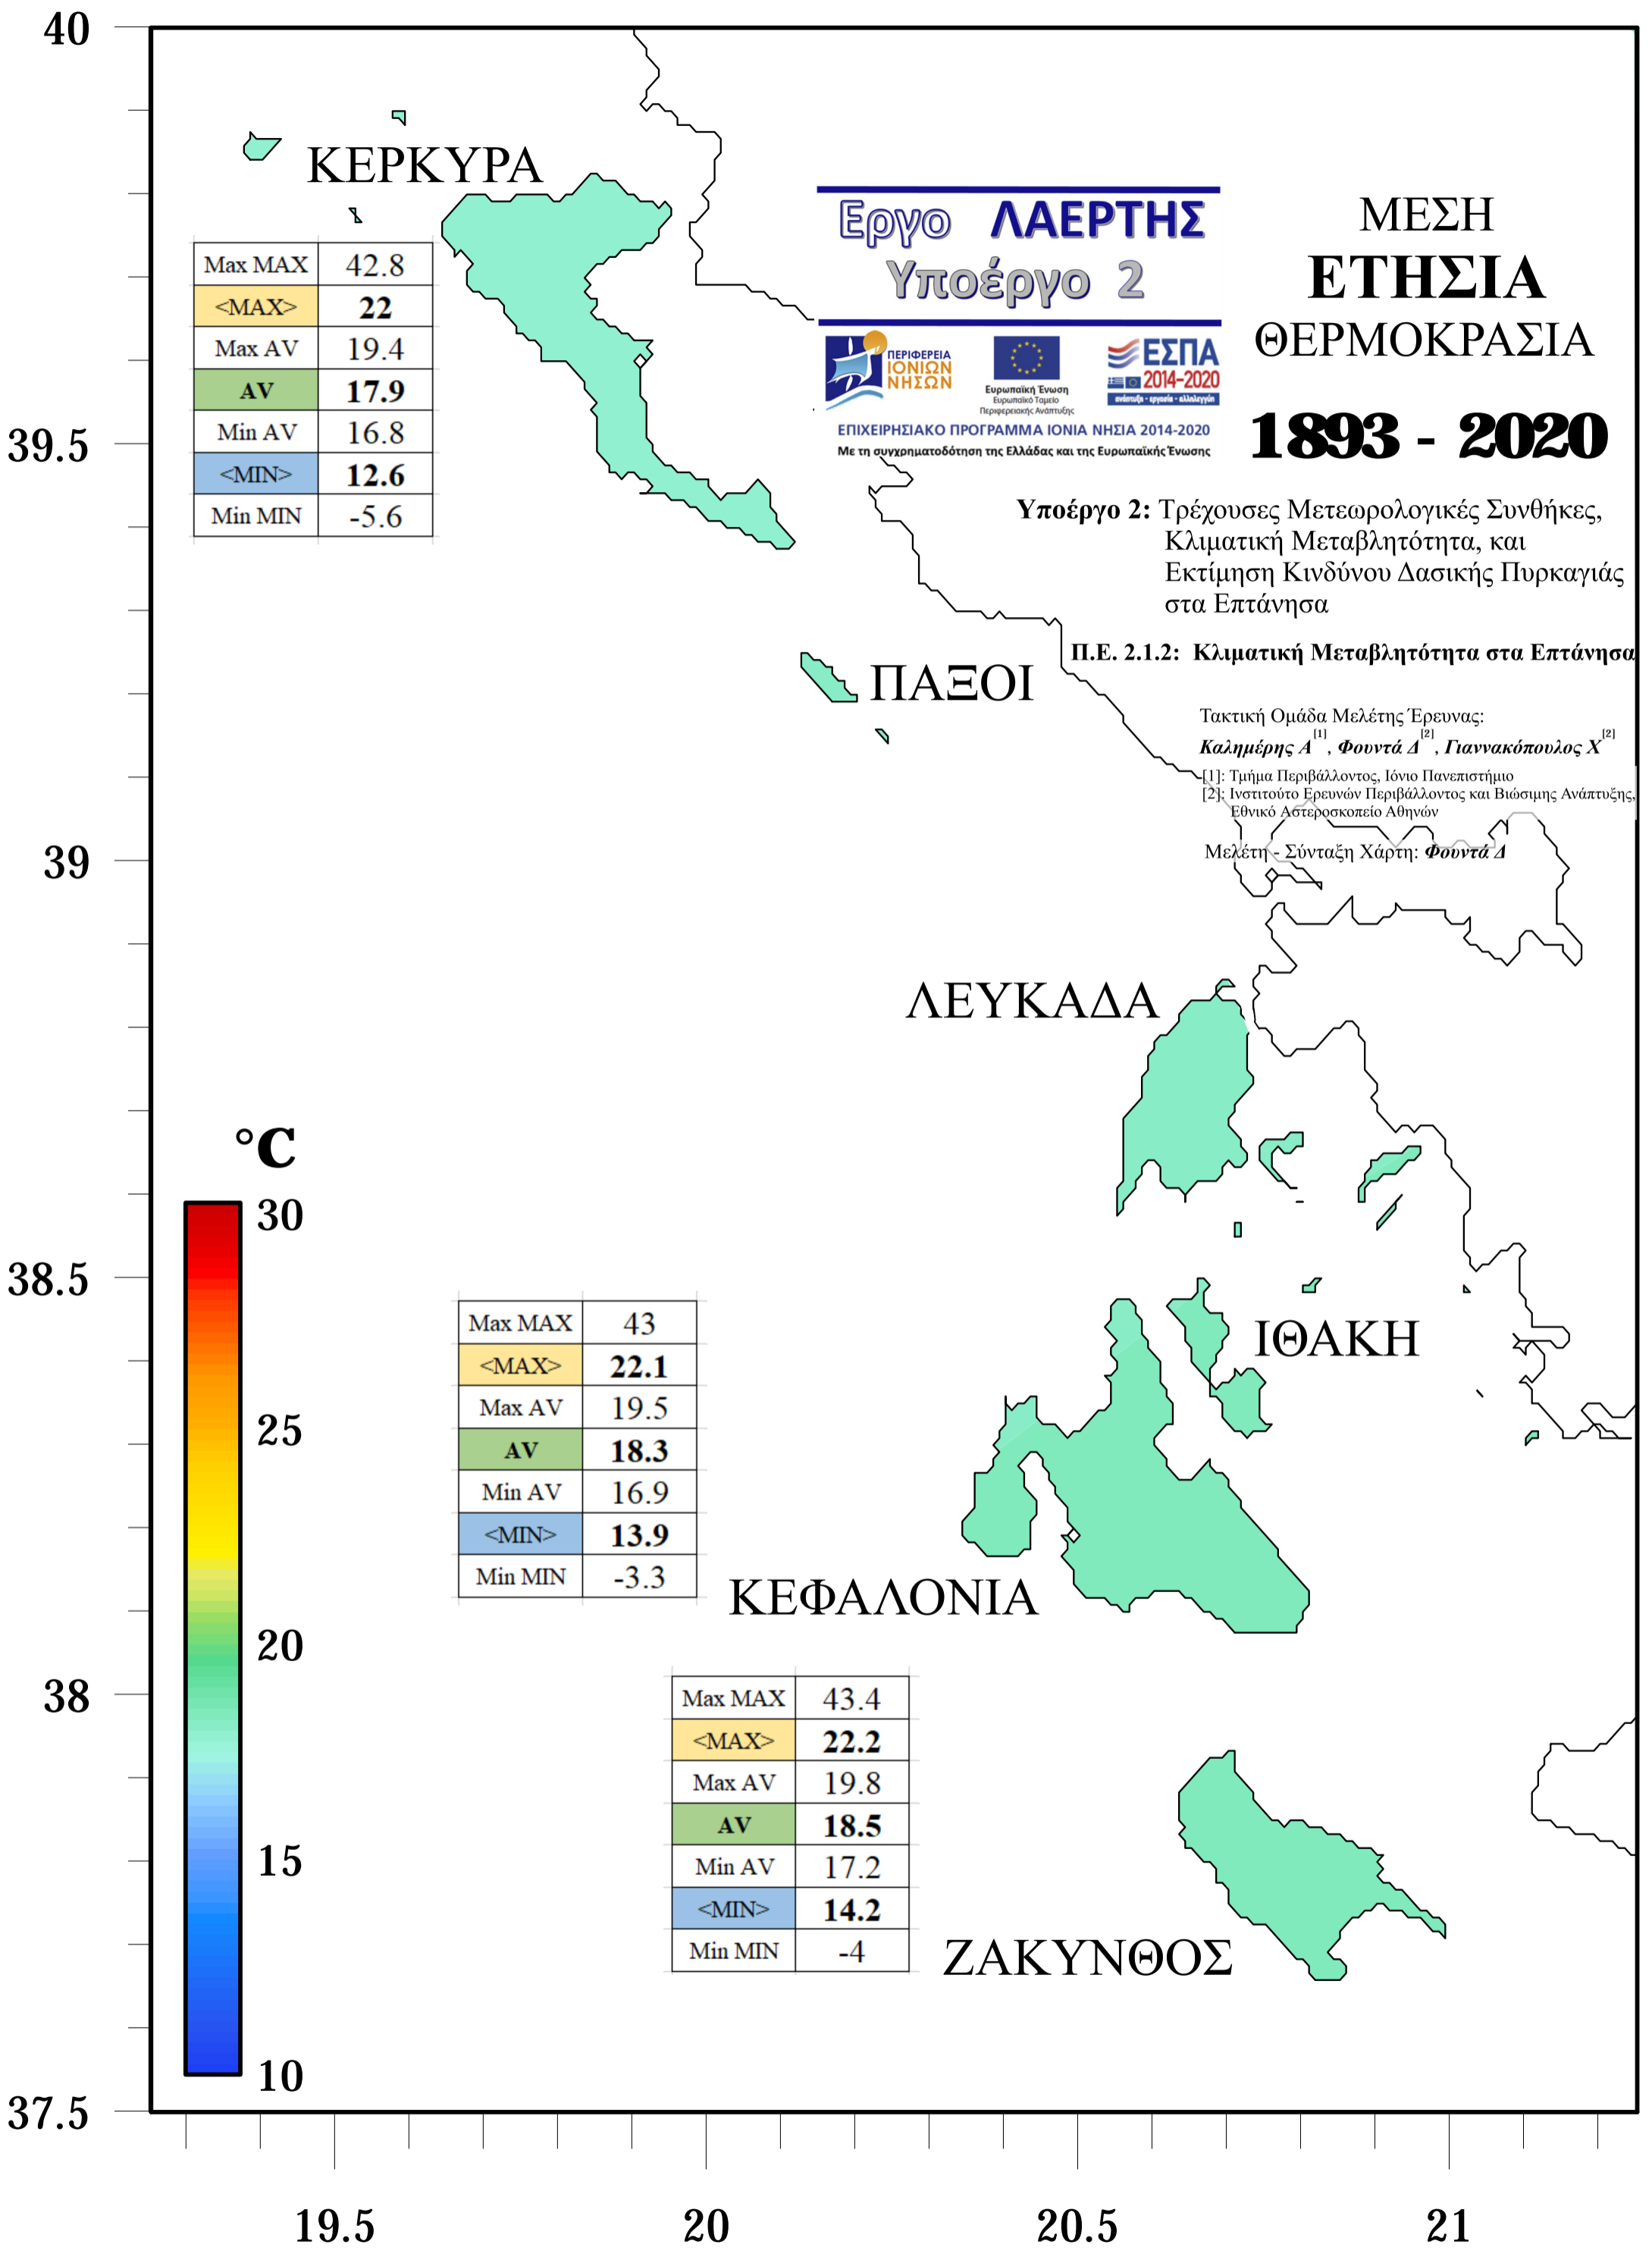 40
39.5
39
38.5
38
37.5
19.5
20
20.5
21
ΚΕΡΚΥΡΑ
Max MAX 42.8
<MAX> 22
Max AV 19.4
AV 17.9
Min AV 16.8
<MIN> 12.6
Min MIN -5.6
Εργο ΛΑΕΡΤΗΣ
Υποέργο 2
ΠΕΡΙΦΕΡΕΙΑ
ΙΟΝΙΩΝ
ΝΗΣΩΝ
Ευρωπαϊκή Ένωση
Ευρωπαϊκό Ταμείο
Περιφερειακής Ανάπτυξης
ΕΣΠΑ
2014-2020
ανάπτυξη - εργασία - αλληλεγγύη
ΕΠΙΧΕΙΡΗΣΙΑΚΟ ΠΡΟΓΡΑΜΜΑ ΙΟΝΙΑ ΝΗΣΙΑ 2014-2020
Με τη συγχρηματοδότηση της Ελλάδας και της Ευρωπαϊκής Ένωσης
ΜΕΣΗ
ΕΤΗΣΙΑ
ΘΕΡΜΟΚΡΑΣΙΑ
1893 - 2020
Υποέργο 2: Τρέχουσες Μετεωρολογικές Συνθήκες,
Κλιματική Μεταβλητότητα, και
Εκτίμηση Κινδύνου Δασικής Πυρκαγιάς
στα Επτάνησα
Π.Ε. 2.1.2: Κλιματική Μεταβλητότητα στα Επτάνησα
Τακτική Ομάδα Μελέτης Έρευνας:
Καλημέρης Α[1], Φουντά Δ[2], Γιαννακόπουλος Χ[2]
[1]: Τμήμα Περιβάλλοντος, Ιόνιο Πανεπιστήμιο
[2]: Ινστιτούτο Ερευνών Περιβάλλοντος και Βιώσιμης Ανάπτυξης,
Εθνικό Αστεροσκοπείο Αθηνών
Μελέτη - Σύνταξη Χάρτη: Φουντά Δ
ΠΑΞΟΙ
ΛΕΥΚΑΔΑ
°C
30
25
20
15
10
ΙΘΑΚΗ
Max MAX 43
<MAX> 22.1
Max AV 19.5
AV 18.3
Min AV 16.9
<MIN> 13.9
Min MIN -3.3
ΚΕΦΑΛΟΝΙΑ
Max MAX 43.4
<MAX> 22.2
Max AV 19.8
AV 18.5
Min AV 17.2
<MIN> 14.2
Min MIN -4
ΖΑΚΥΝΘΟΣ